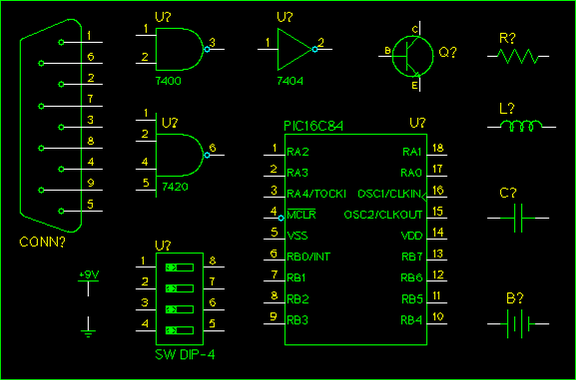 1
6
2
7
3
8
4
9
5
CONN?
U?
1
2
3
7400
U?
1
2
7404
C
B
E
Q?
R?
U?
1
2
4
5
6
7420
L?
PIC16C84
U?
1 RA2 RA1 18
2 RA3 RA0 17
3 RA4/TOCKI OSC1/CLKIN 16
4 MCLR OSC2/CLKOUT 15
5 VSS VDD 14
6 RB0/INT RB7 13
7 RB1 RB6 12
8 RB2 RB5 11
9 RB3 RB4 10
C?
+9V
U?
1 8
2 7
3 6
4 5
SW DIP-4
B?